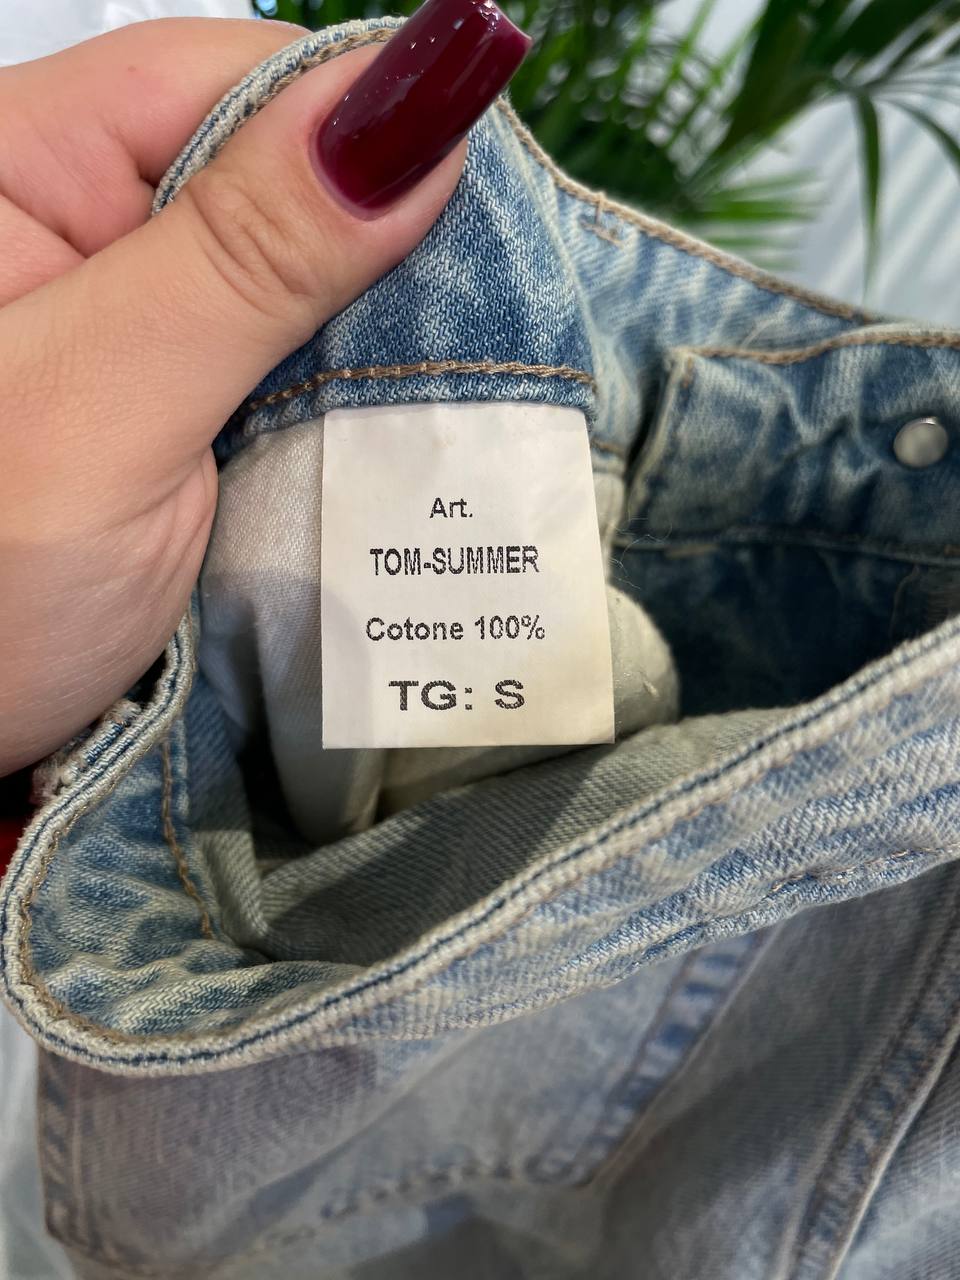 Art.
TOM-SUMMER
Cotone 100%
TG: S